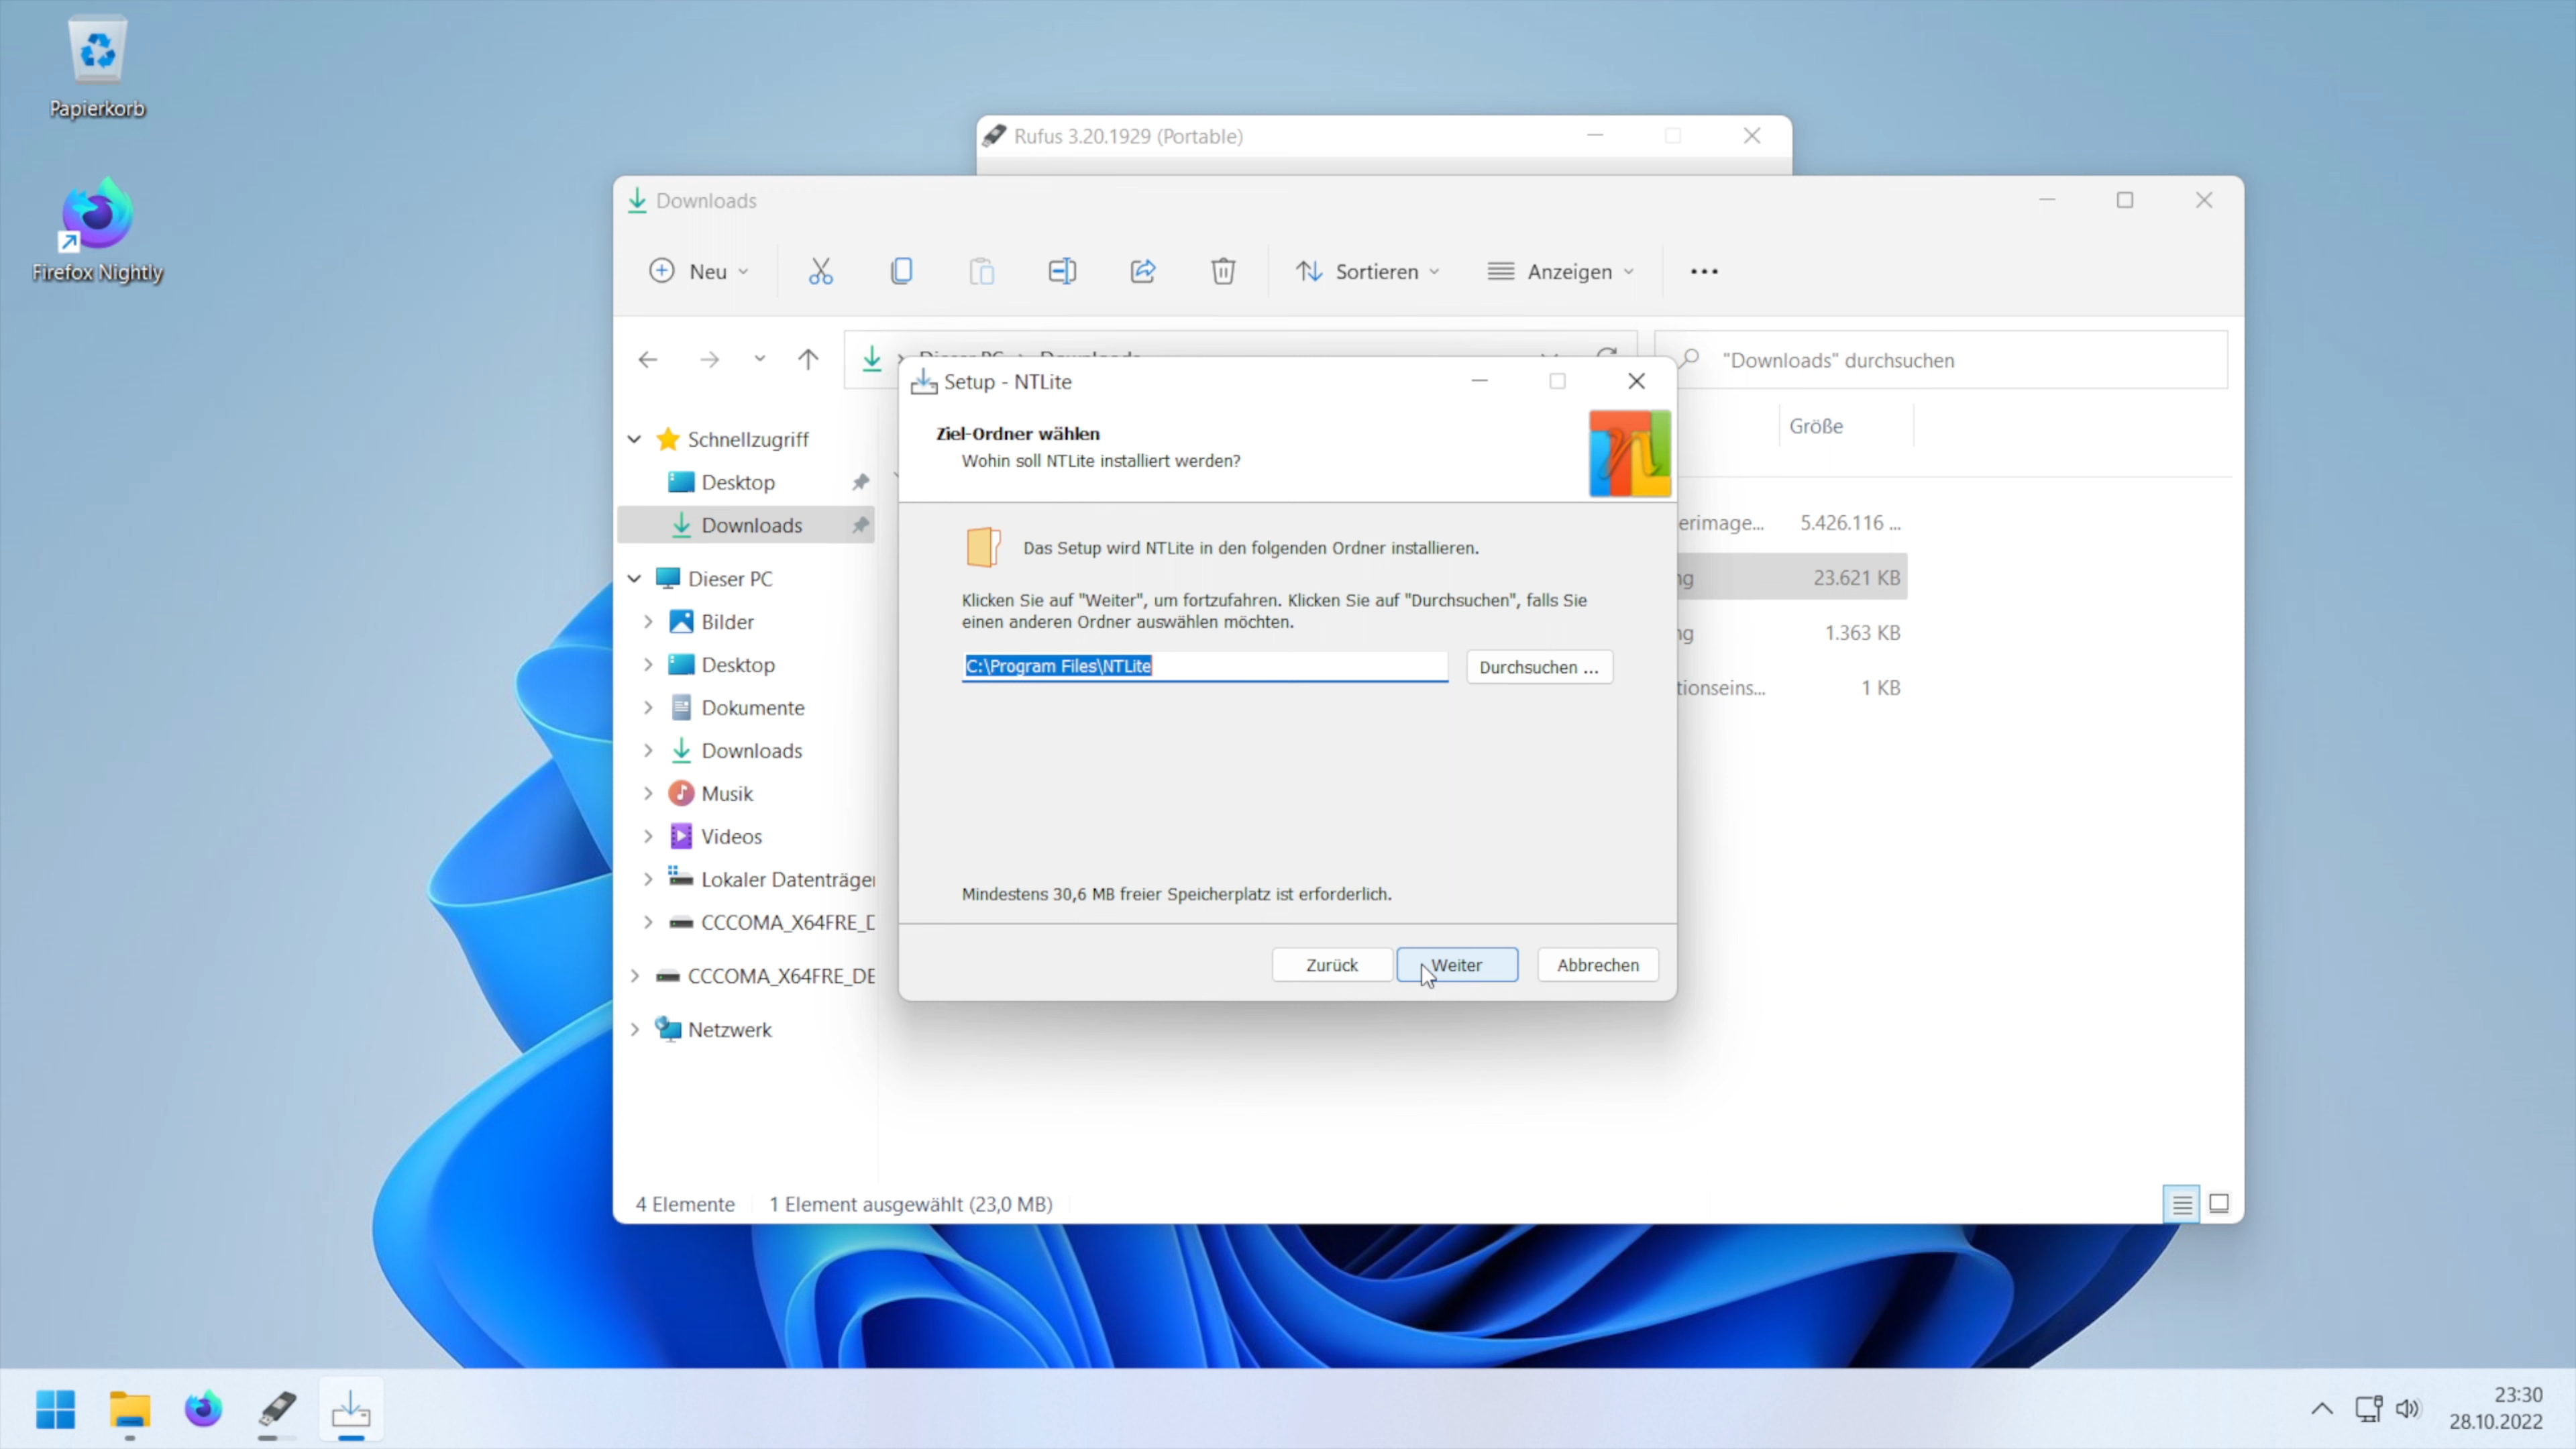 Papierkorb
Firefox Nightly
Rufus 3.20.1929 (Portable)
Downloads
Neu
Sortieren
Anzeigen
"Downloads" durchsuchen
Größe
Schnellzugriff
Desktop
Downloads
Dieser PC
Bilder
Desktop
Dokumente
Downloads
Musik
Videos
Lokaler Datenträger
CCCOMA_X64FRE_D
CCCOMA_X64FRE_DE
Netzwerk
Setup - NTLite
Ziel-Ordner wählen
Wohin soll NTLite installiert werden?
Das Setup wird NTLite in den folgenden Ordner installieren.
Klicken Sie auf "Weiter", um fortzufahren. Klicken Sie auf "Durchsuchen", falls Sie
einen anderen Ordner auswählen möchten.
C:\Program Files\NTLite
Durchsuchen ...
Mindestens 30,6 MB freier Speicherplatz ist erforderlich.
Zurück
Weiter
Abbrechen
erimage... 5.426.116 ...
ng 23.621 KB
ng 1.363 KB
tionseins... 1 KB
4 Elemente
1 Element ausgewählt (23,0 MB)
23:30
28.10.2022